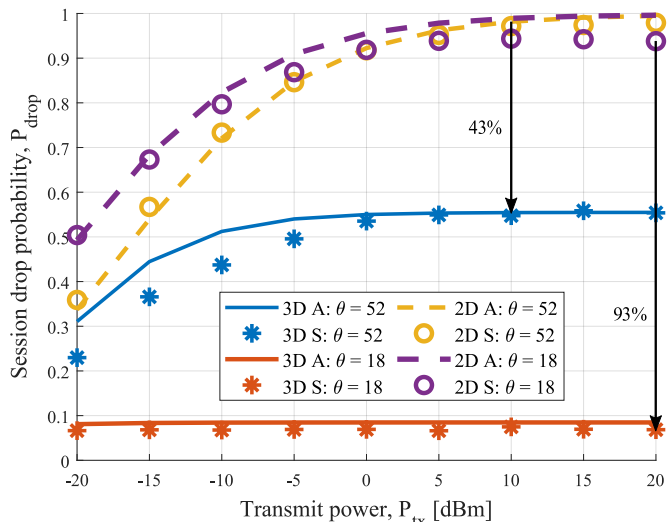 1
0.9
0.8
0.7
0.6
0.5
0.4
0.3
0.2
0.1
0
Session drop probability, P_drop
43%
93%
3D A: θ = 52
3D S: θ = 52
3D A: θ = 18
3D S: θ = 18
2D A: θ = 52
2D S: θ = 52
2D A: θ = 18
2D S: θ = 18
-20 -15 -10 -5 0 5 10 15 20
Transmit power, P_tx [dBm]